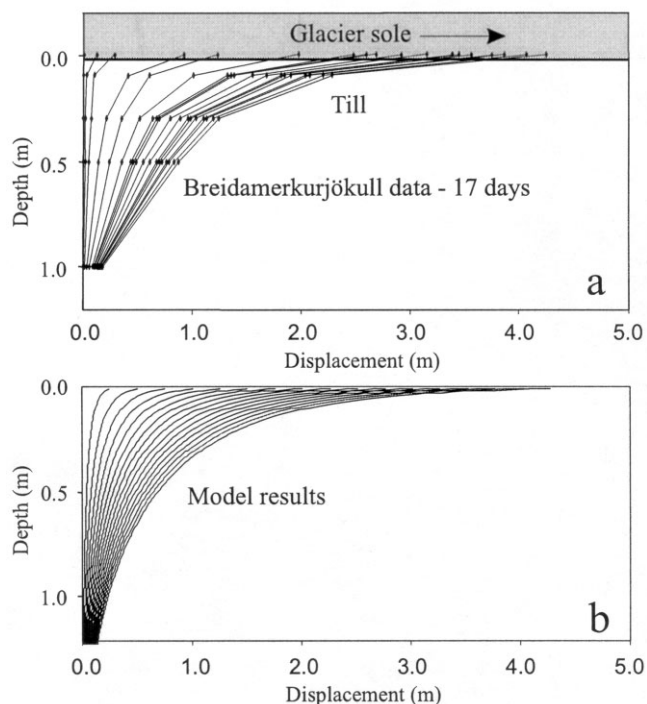 Glacier sole
0.0
Till
0.5
Breidamerkurjökull data - 17 days
1.0
a
Depth (m)
0.0 1.0 2.0 3.0 4.0 5.0
Displacement (m)
0.0
0.5
Model results
1.0
b
Depth (m)
0.0 1.0 2.0 3.0 4.0 5.0
Displacement (m)